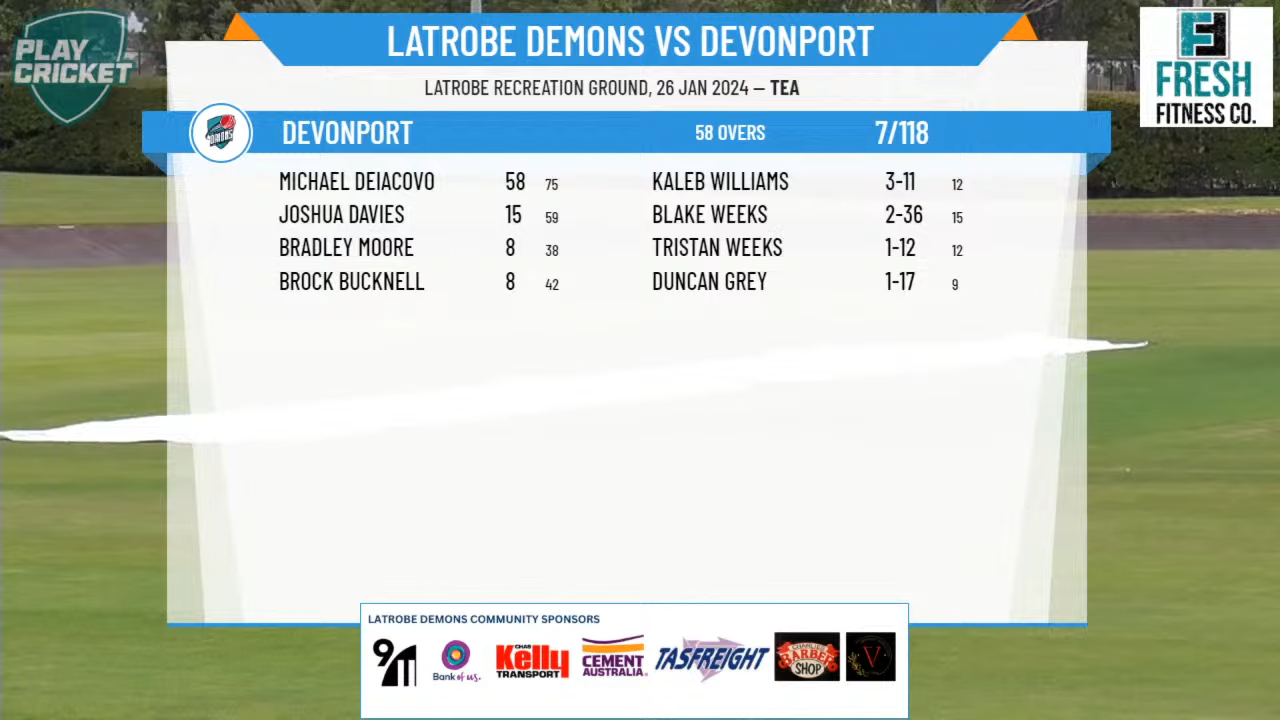 PLAY
CRICKET
LATROBE DEMONS VS DEVONPORT
FRESH
FITNESS CO.
LATROBE RECREATION GROUND, 26 JAN 2024 – TEA
DEMONS
DEVONPORT 58 OVERS 7/118
MICHAEL DEIACOVO 58 75 KALEB WILLIAMS 3-11 12
JOSHUA DAVIES 15 59 BLAKE WEEKS 2-36 15
BRADLEY MOORE 8 38 TRISTAN WEEKS 1-12 12
BROCK BUCKNELL 8 42 DUNCAN GREY 1-17 9
LATROBE DEMONS COMMUNITY SPONSORS
Bank of us.
CHAS
Kelly
TRANSPORT
CEMENT
AUSTRALIA
TASFREIGHT
CHARLIE'S
BARBER
SHOP
V